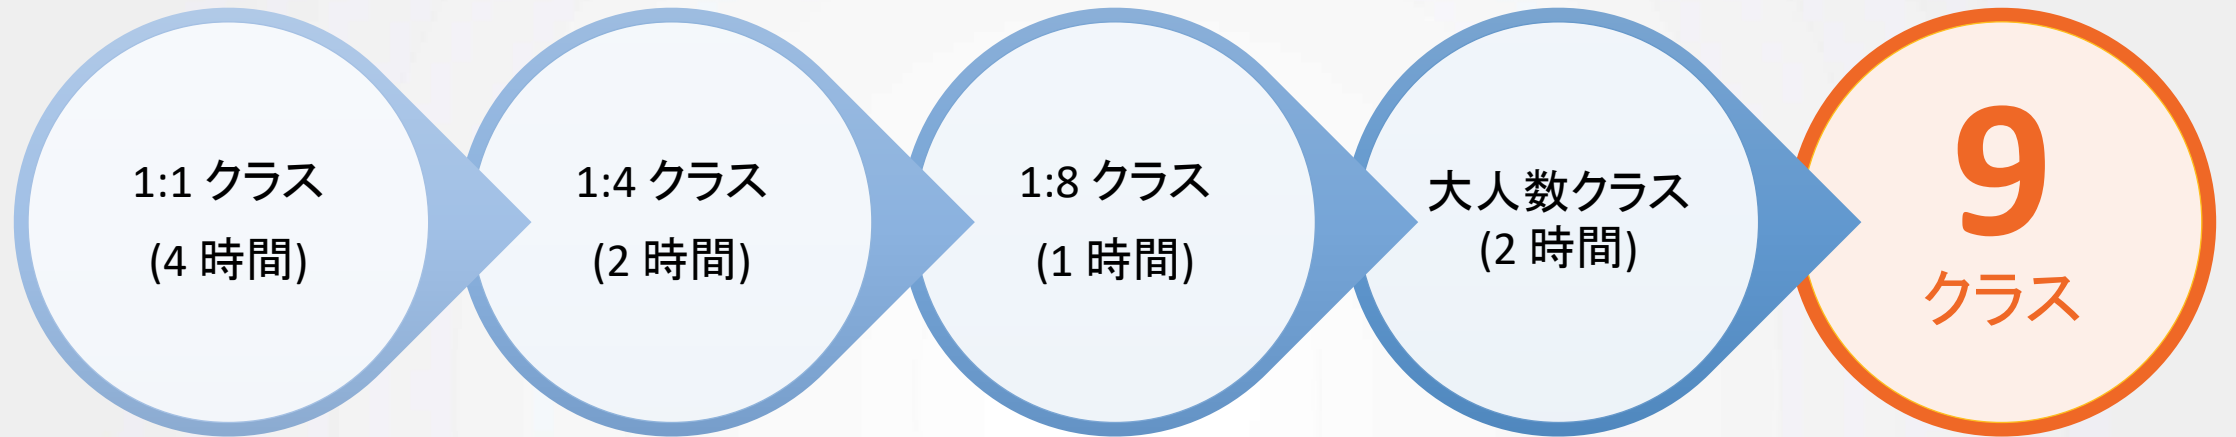 1:1 クラス
(4 時間)
1:4 クラス
(2 時間)
1:8 クラス
(1 時間)
大人数クラス
(2 時間)
9
クラス